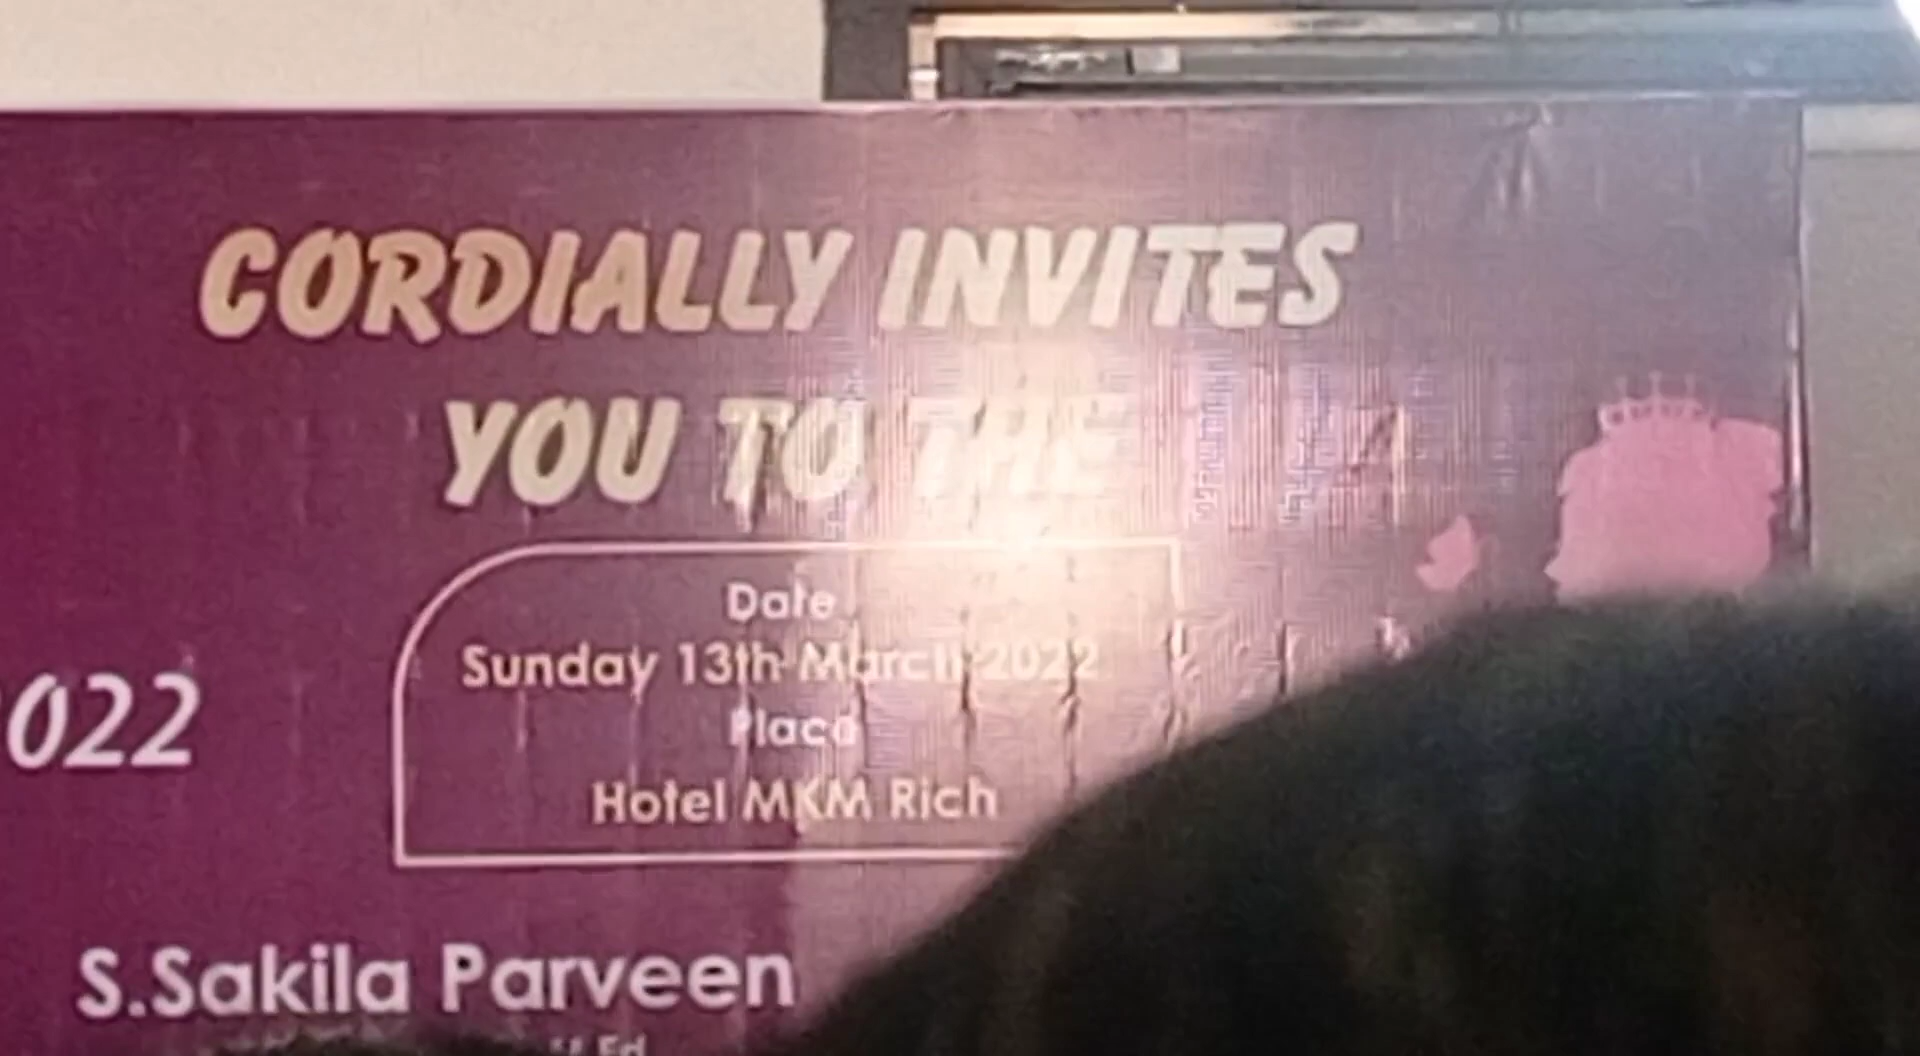 CORDIALLY INVITES
YOU TO THE
Date
Sunday 13th March 2022
Place
Hotel MKM Rich
022
S.Sakila Parveen